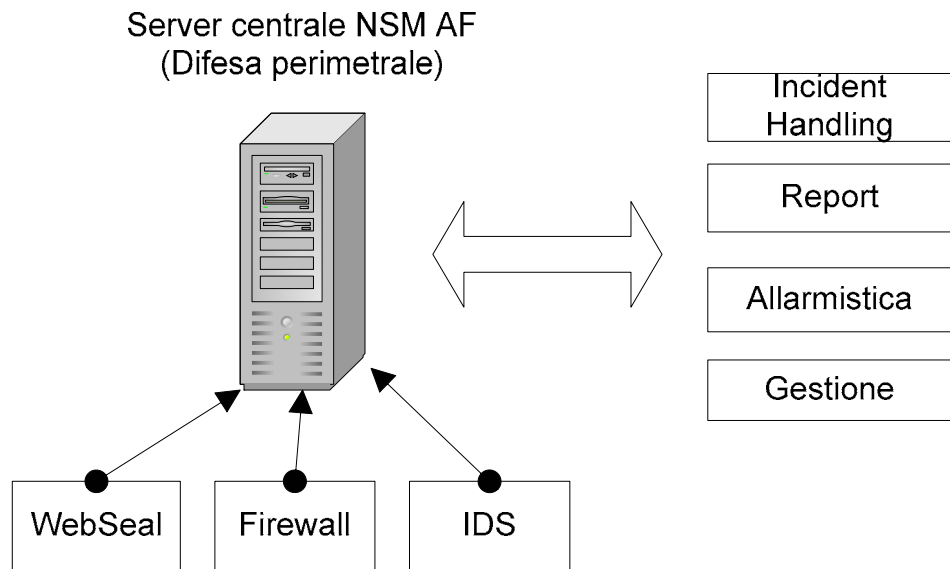 Server centrale NSM AF
(Difesa perimetrale)
Incident
Handling
Report
Allarmistica
Gestione
WebSeal
Firewall
IDS